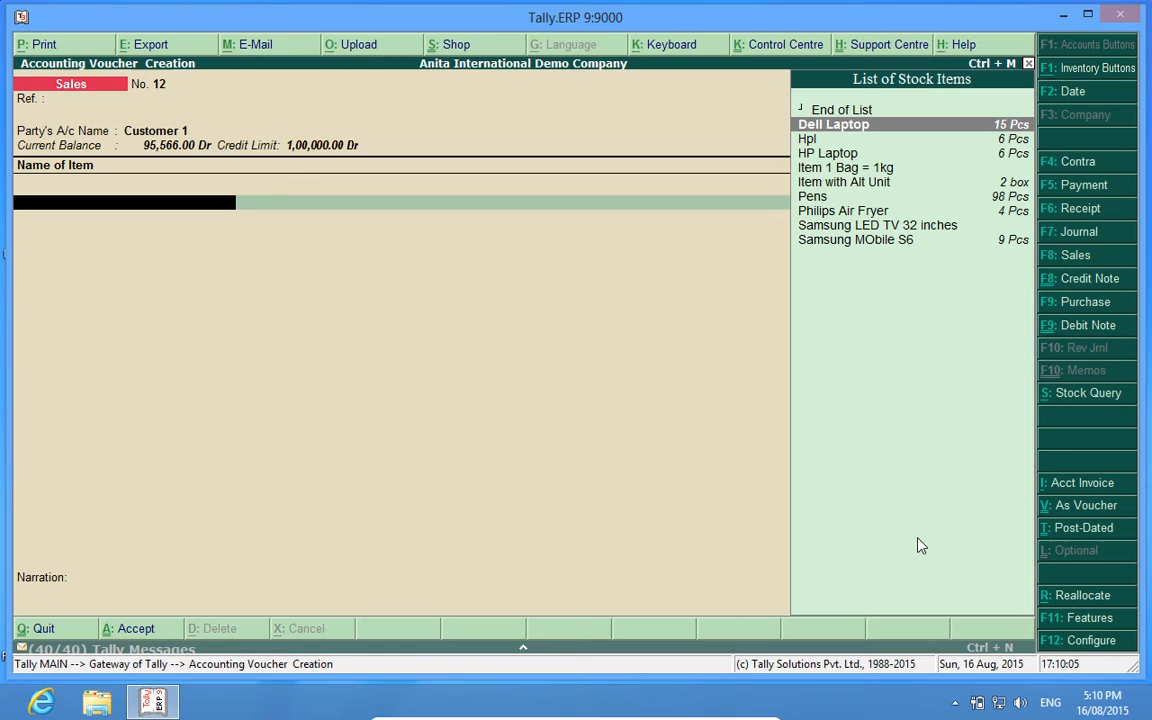 Tally.ERP 9:9000
P: Print
E: Export
M: E-Mail
O: Upload
S: Shop
G: Language
K: Keyboard
K: Control Centre
H: Support Centre
H: Help
Accounting Voucher Creation
Anita International Demo Company
Ctrl + M
Sales
No. 12
Ref. :
Party's A/c Name : Customer 1
Current Balance : 95,566.00 Dr Credit Limit: 1,00,000.00 Dr
Name of Item
List of Stock Items
End of List
Dell Laptop 15 Pcs
Hpl 6 Pcs
HP Laptop 6 Pcs
Item 1 Bag = 1kg
Item with Alt Unit 2 box
Pens 98 Pcs
Philips Air Fryer 4 Pcs
Samsung LED TV 32 inches
Samsung MObile S6 9 Pcs
F1: Accounts Buttons
F1: Inventory Buttons
F2: Date
F3: Company
F4: Contra
F5: Payment
F6: Receipt
F7: Journal
F8: Sales
F8: Credit Note
F9: Purchase
F9: Debit Note
F10: Rev Jrnl
F10: Memos
S: Stock Query
I: Acct Invoice
V: As Voucher
T: Post-Dated
L: Optional
R: Reallocate
F11: Features
F12: Configure
Narration:
Q: Quit
A: Accept
D: Delete
X: Cancel
(40/40) Tally Messages
Ctrl + N
Tally MAIN --> Gateway of Tally --> Accounting Voucher Creation
(c) Tally Solutions Pvt. Ltd., 1988-2015
Sun, 16 Aug, 2015
17:10:05
Tally
ERP 9
ENG
5:10 PM
16/08/2015